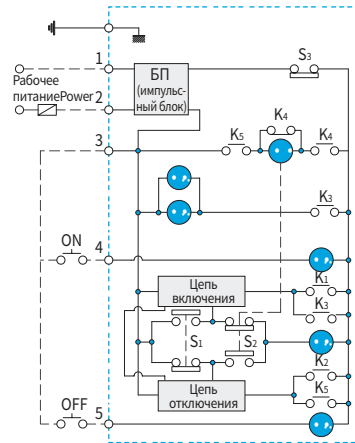 1
Рабочее
питаниеPower
2
БП
(импульс-
ный блок)
S3
3
K5
K4
K4
K3
ON
4
Цепь
включения
K1
K3
S1
S2
K2
Цепь
отключения
K5
OFF
5